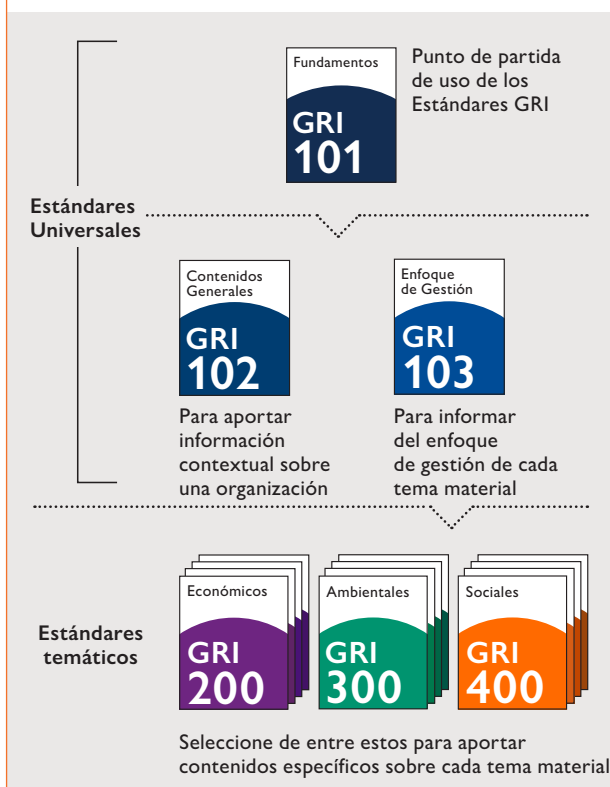 Fundamentos
GRI
101
Punto de partida
de uso de los
Estándares GRI
Estándares
Universales
Contenidos
Generales
GRI
102
Enfoque
de Gestión
GRI
103
Para aportar
información
contextual sobre
una organización
Para informar
del enfoque
de gestión de cada
tema material
Estándares
temáticos
Económicos
GRI
200
Ambientales
GRI
300
Sociales
GRI
400
Seleccione de entre estos para aportar
contenidos específicos sobre cada tema material